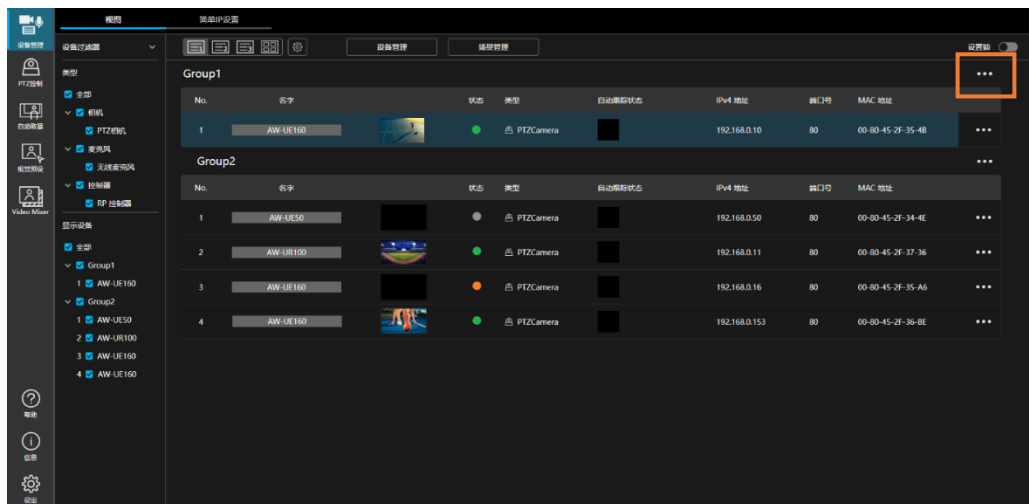 视图
简单IP设置
设备管理
PTZ控制
自动取景
视觉预设
Video Mixer
帮助
信息
设定
设备过滤器
类型
全部
相机
PTZ相机
麦克风
无线麦克风
控制器
RP 控制器
显示设备
全部
Group1
1 AW-UE160
Group2
1 AW-UE50
2 AW-UR100
3 AW-UE160
4 AW-UE160
1 2 3 设备管理 场景管理 设置锁
Group1 •••
No. 名字 状态 类型 自动跟踪状态 IPv4 地址 端口号 MAC 地址
1 AW-UE160 PTZCamera 192.168.0.10 80 00-80-45-2F-35-4B •••
Group2 •••
No. 名字 状态 类型 自动跟踪状态 IPv4 地址 端口号 MAC 地址
1 AW-UE50 PTZCamera 192.168.0.50 80 00-80-45-2F-34-4E •••
2 AW-UR100 PTZCamera 192.168.0.11 80 00-80-45-2F-37-36 •••
3 AW-UE160 PTZCamera 192.168.0.16 80 00-80-45-2F-35-A6 •••
4 AW-UE160 PTZCamera 192.168.0.153 80 00-80-45-2F-36-BE •••